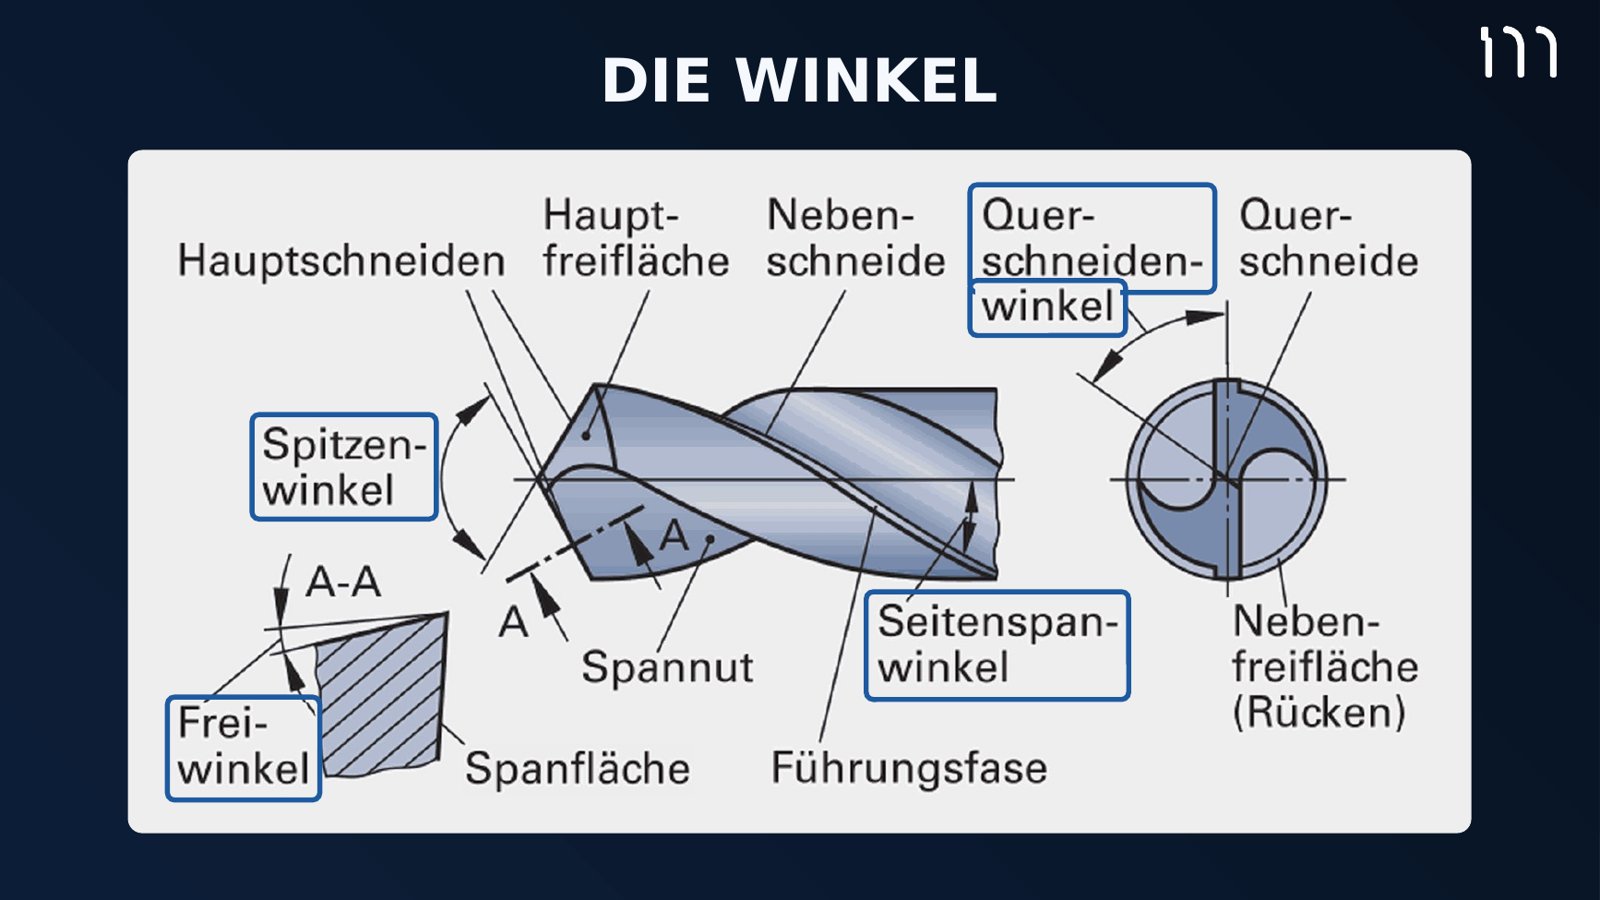 DIE WINKEL
m
Hauptschneiden
Haupt-
freifläche
Neben-
schneide
Quer-
schneiden-
winkel
Quer-
schneide
Spitzen-
winkel
A-A
A
A
Spannut
Seitenspan-
winkel
Neben-
freifläche
(Rücken)
Frei-
winkel
Spanfläche
Führungsfase